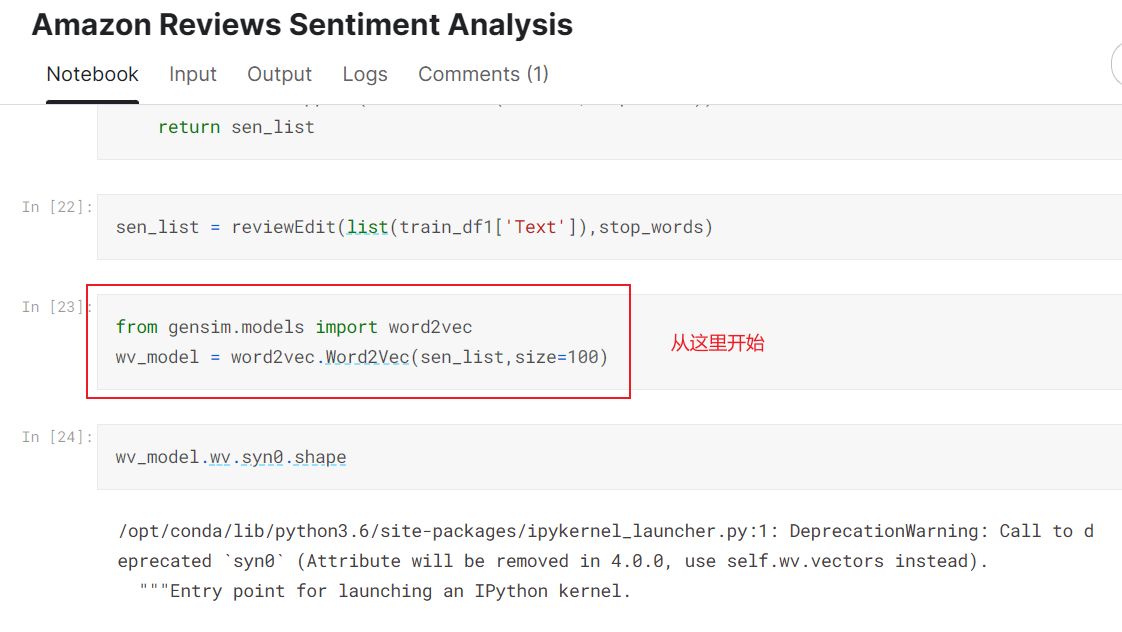 Amazon Reviews Sentiment Analysis
Notebook Input Output Logs Comments (1)
return sen_list
In [22]:
sen_list = reviewEdit(list(train_df1['Text']),stop_words)
In [23]:
from gensim.models import word2vec
wv_model = word2vec.Word2Vec(sen_list,size=100)
从这里开始
In [24]:
wv_model.wv.syn0.shape
/opt/conda/lib/python3.6/site-packages/ipykernel_launcher.py:1: DeprecationWarning: Call to d
eprecated `syn0` (Attribute will be removed in 4.0.0, use self.wv.vectors instead).
"""Entry point for launching an IPython kernel.